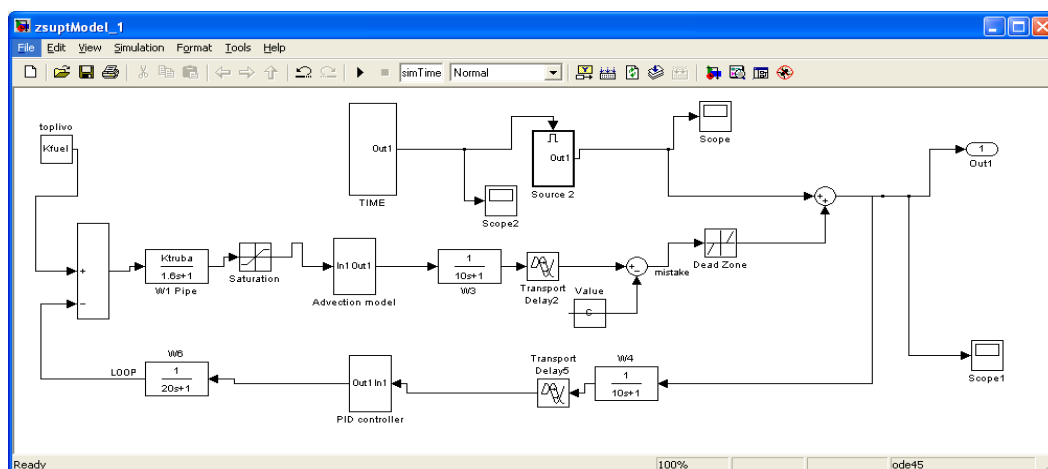 zsuptModel_1
File Edit View Simulation Format Tools Help
simTime Normal
toplivo
Kfuel
Out1
TIME
Scope2
Out1
Source 2
Scope
1
Out1
Ktruba
1.6s+1
W1 Pipe
Saturation
In1 Out1
Advection model
1
10s+1
W3
Transport
Delay2
mistake
Value
C
Dead Zone
Scope1
LOOP
W6
1
20s+1
Out1 In1
PID controller
Transport
Delay5
W4
1
10s+1
Ready 100% ode45